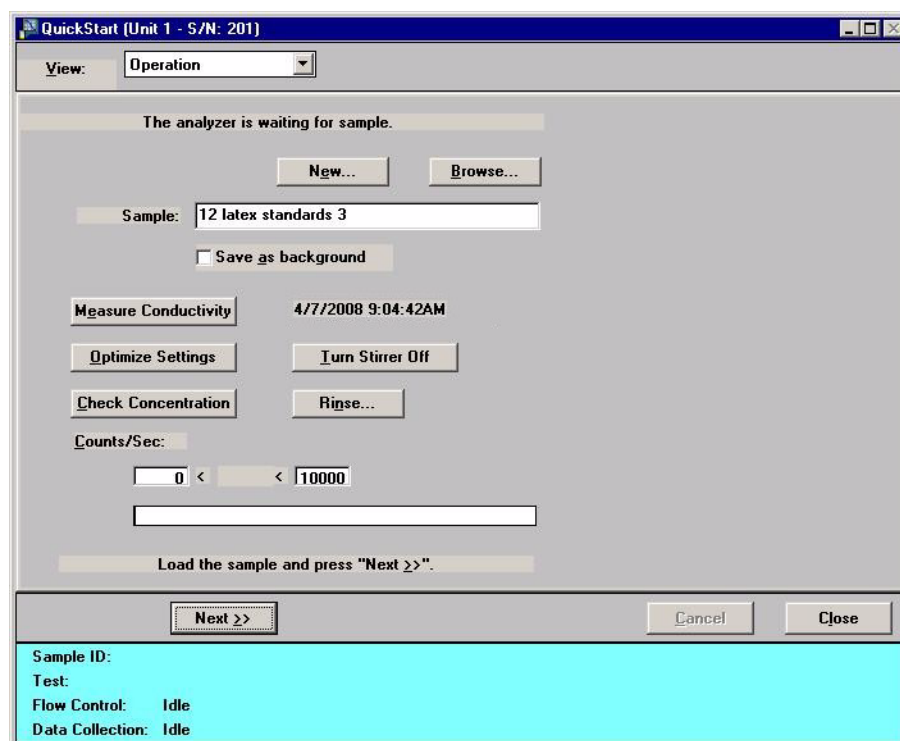 QuickStart (Unit 1 - S/N: 201)
View: Operation
The analyzer is waiting for sample.
New... Browse...
Sample: 12 latex standards 3
Save as background
Measure Conductivity 4/7/2008 9:04:42AM
Optimize Settings Turn Stirrer Off
Check Concentration Rinse...
Counts/Sec:
0 < < 10000
Load the sample and press "Next >>".
Next >> Cancel Close
Sample ID:
Test:
Flow Control: Idle
Data Collection: Idle